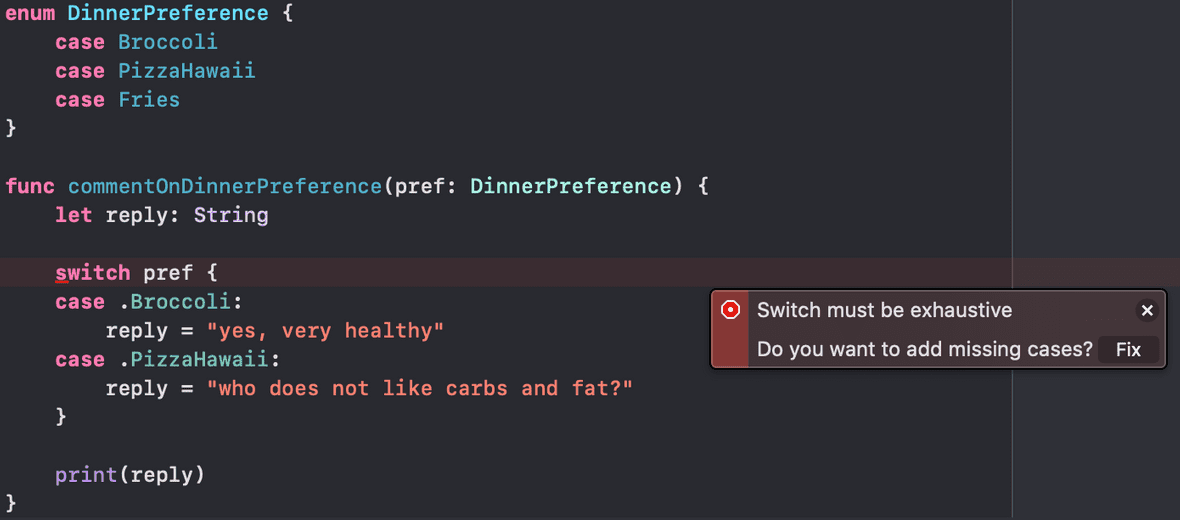 enum DinnerPreference {
    case Broccoli
    case PizzaHawaii
    case Fries
}
func commentOnDinnerPreference(pref: DinnerPreference) {
    let reply: String
    switch pref {
    case .Broccoli:
        reply = "yes, very healthy"
    case .PizzaHawaii:
        reply = "who does not like carbs and fat?"
    }
    print(reply)
}
Switch must be exhaustive
Do you want to add missing cases? Fix